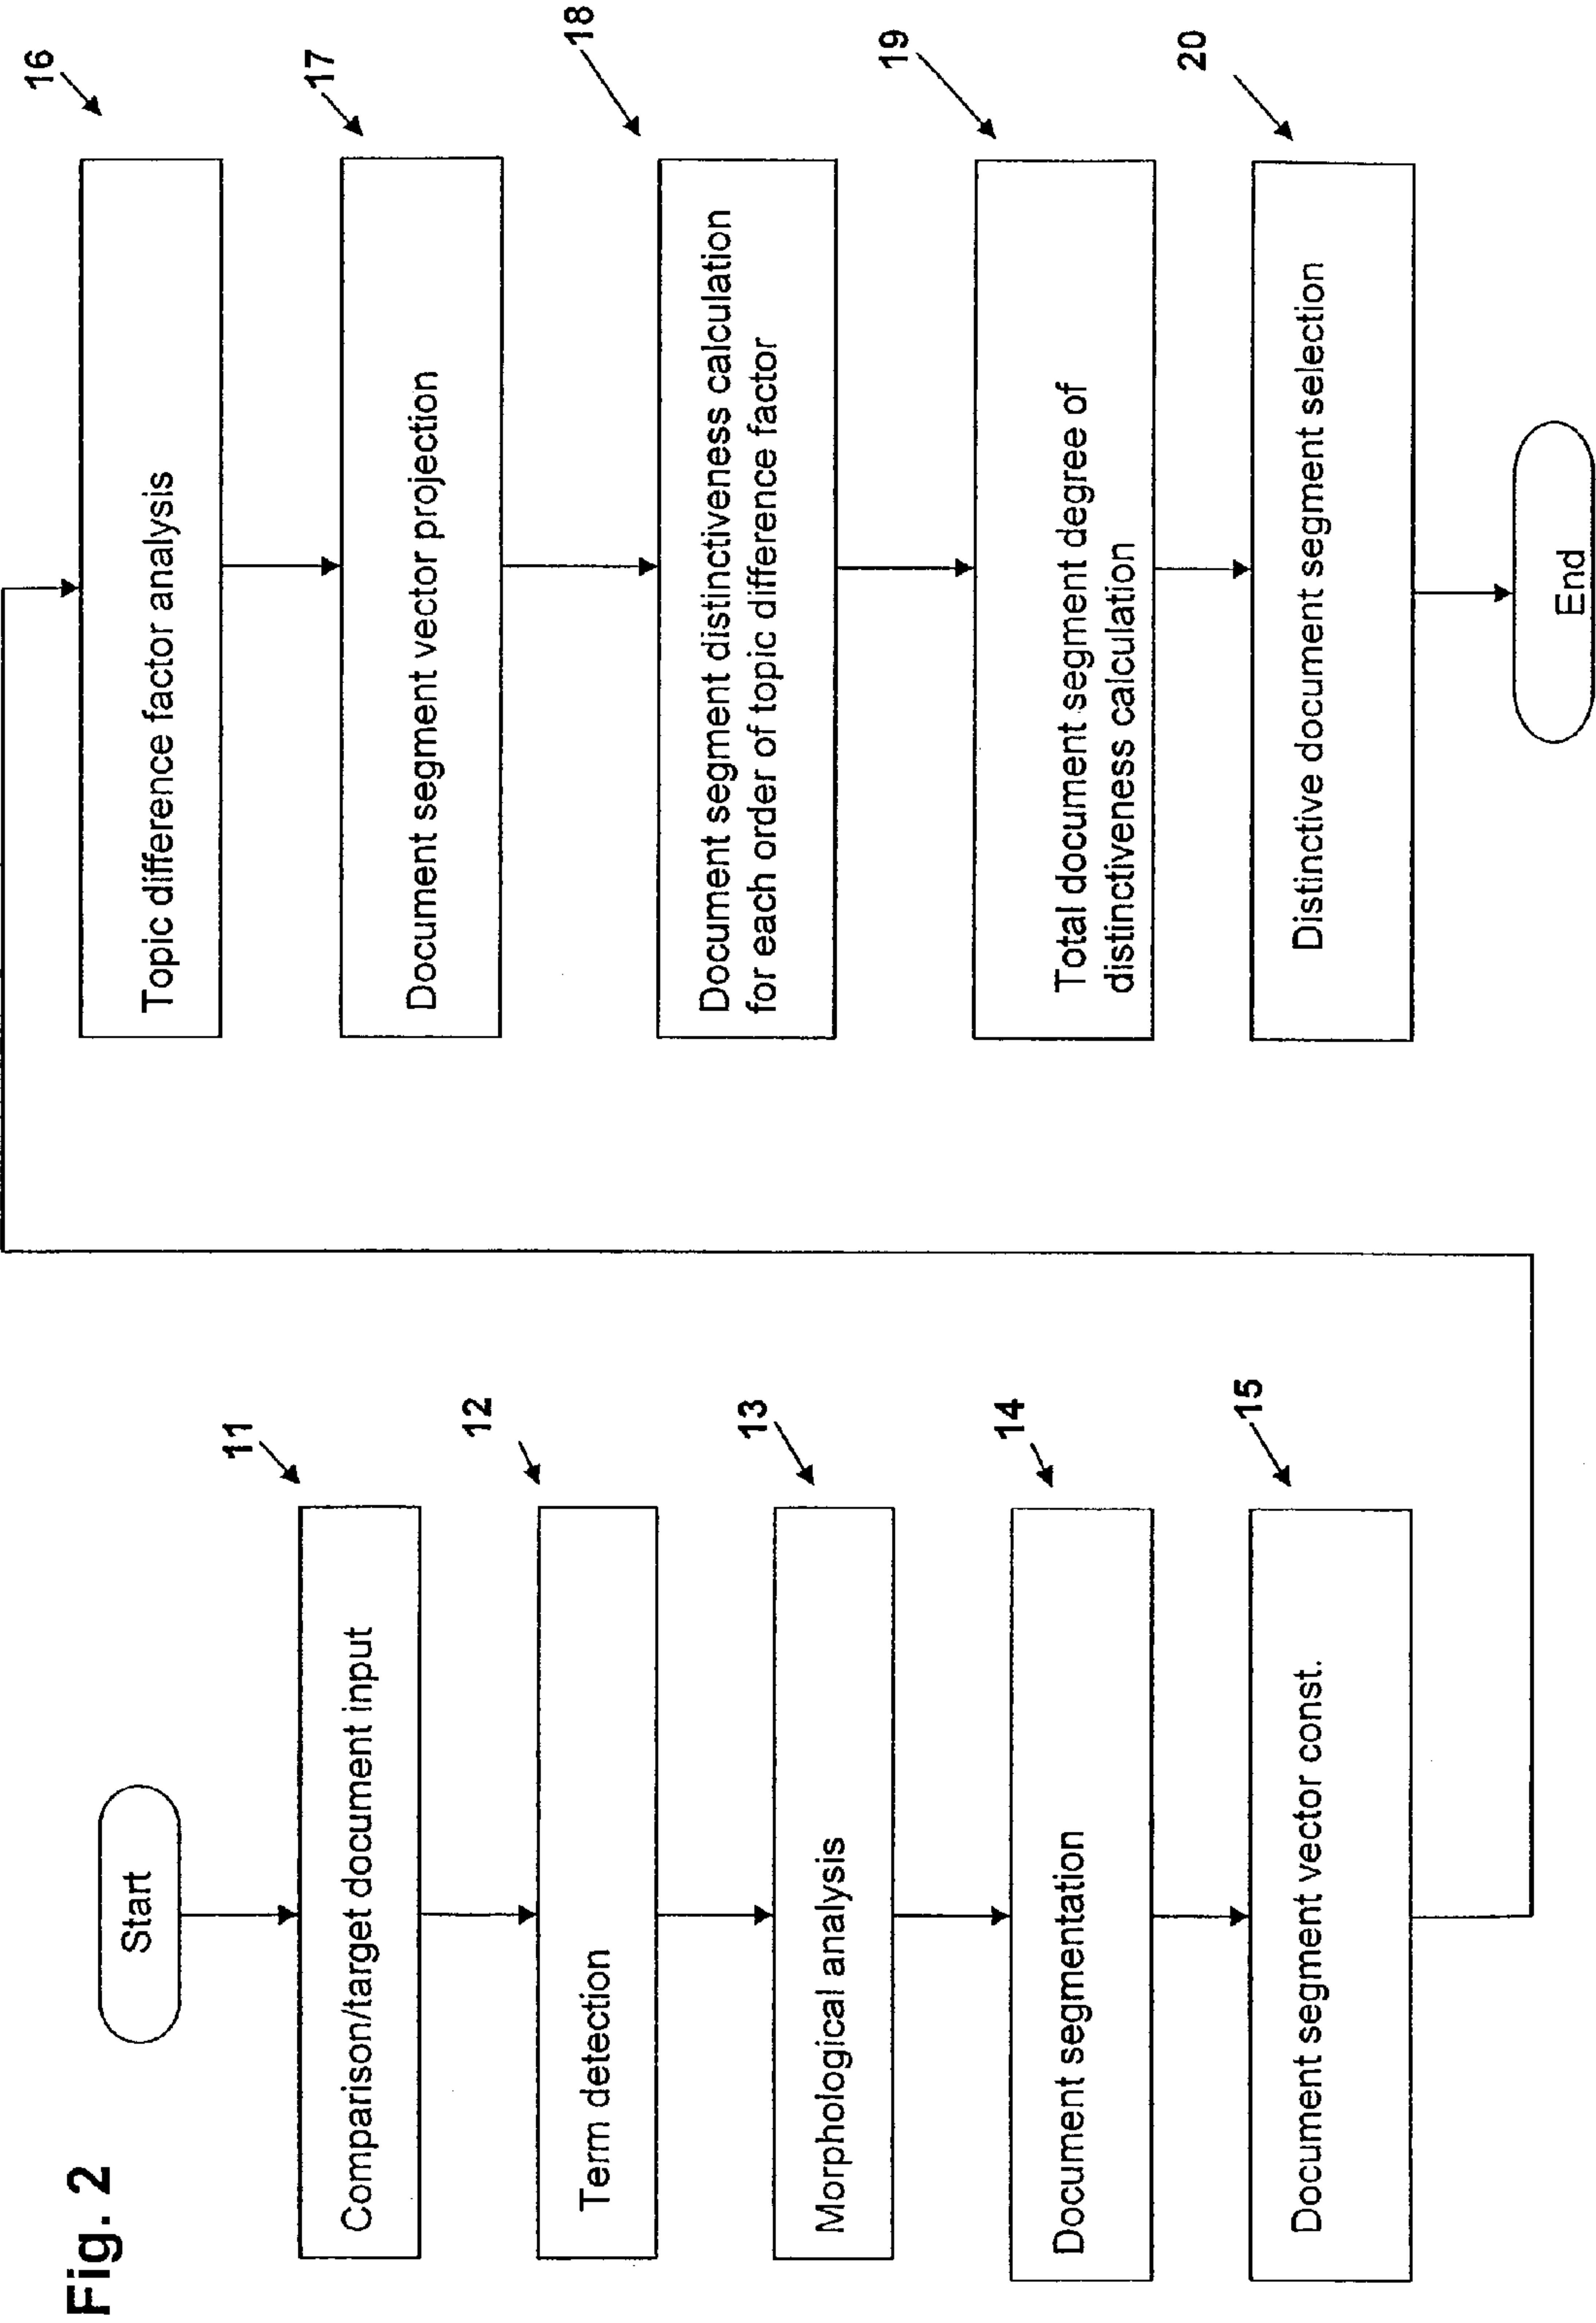 Fig. 2
Start
11
Comparison/target document input
12
Term detection
13
Morphological analysis
14
Document segmentation
15
Document segment vector const.
16
Topic difference factor analysis
17
Document segment vector projection
18
Document segment distinctiveness calculation
for each order of topic difference factor
19
Total document segment degree of
distinctiveness calculation
20
Distinctive document segment selection
End